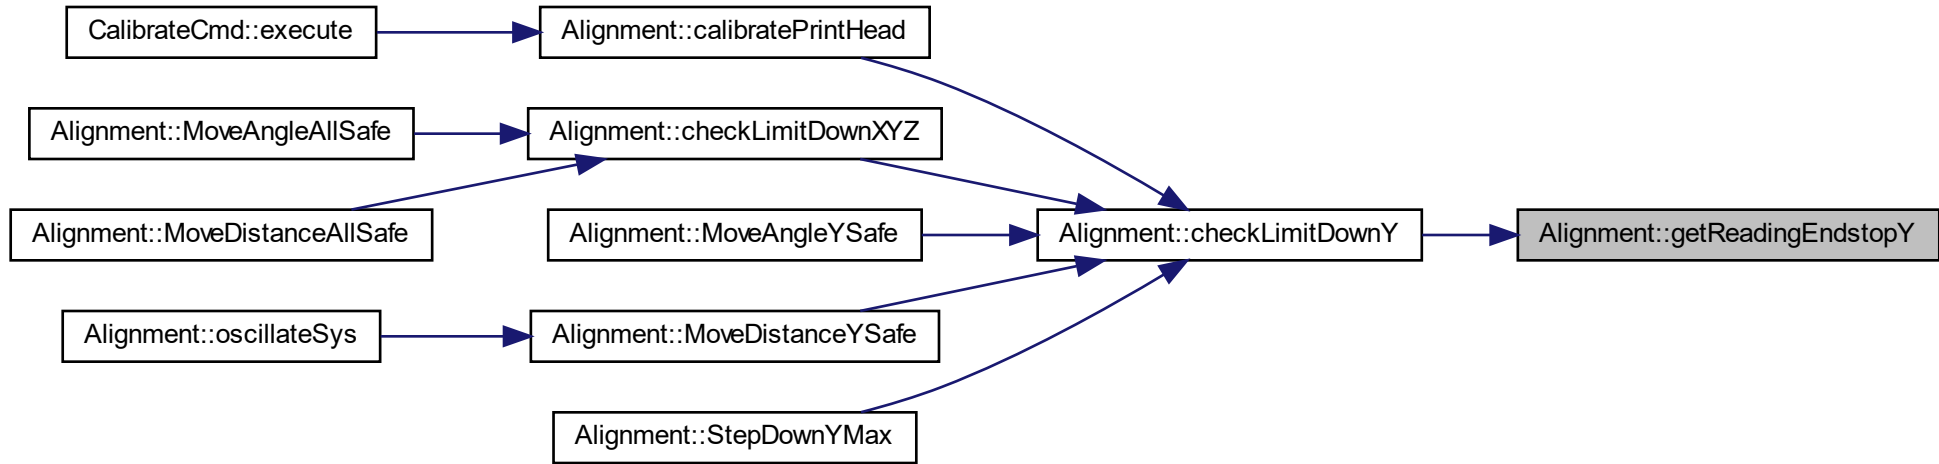 CalibrateCmd::execute
Alignment::calibratePrintHead
Alignment::MoveAngleAllSafe
Alignment::checkLimitDownXYZ
Alignment::MoveDistanceAllSafe
Alignment::MoveAngleYSafe
Alignment::checkLimitDownY
Alignment::getReadingEndstopY
Alignment::oscillateSys
Alignment::MoveDistanceYSafe
Alignment::StepDownYMax